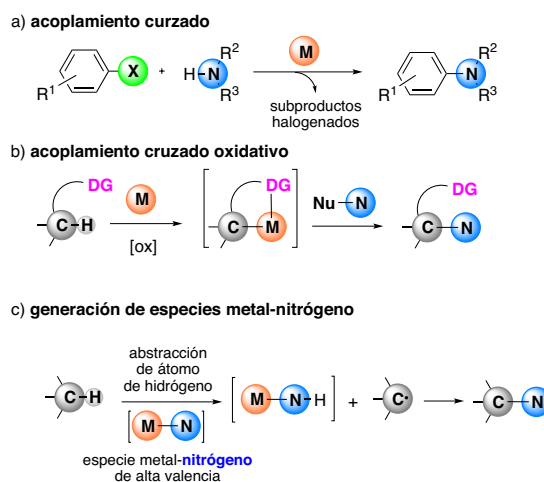 a) acoplamiento curzado
X
R1
+
H-N
R2
R3
M
subproductos
halogenados
R1
N
R2
R3
b) acoplamiento cruzado oxidativo
DG
C-H
M
[ox]
DG
C M
Nu-N
DG
C N
c) generación de especies metal-nitrógeno
C-H
abstracción
de átomo
de hidrógeno
[M-N]
especie metal-nitrógeno
de alta valencia
[M-N-H]
+
C·
C-N